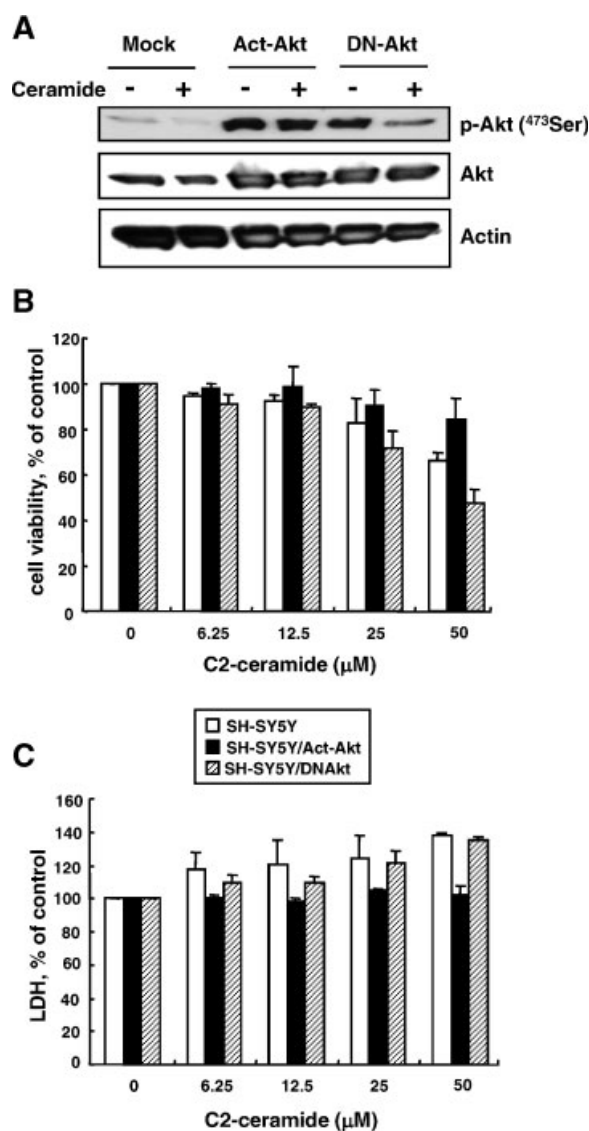 A
Mock Act-Akt DN-Akt
Ceramide - + - + - +
p-Akt (⁴⁷³Ser)
Akt
Actin
B
120
100
80
60
40
20
0
cell viability, % of control
0 6.25 12.5 25 50
C2-ceramide (μM)
SH-SY5Y
SH-SY5Y/Act-Akt
SH-SY5Y/DNAkt
C
160
140
120
100
80
60
40
20
0
LDH, % of control
0 6.25 12.5 25 50
C2-ceramide (μM)